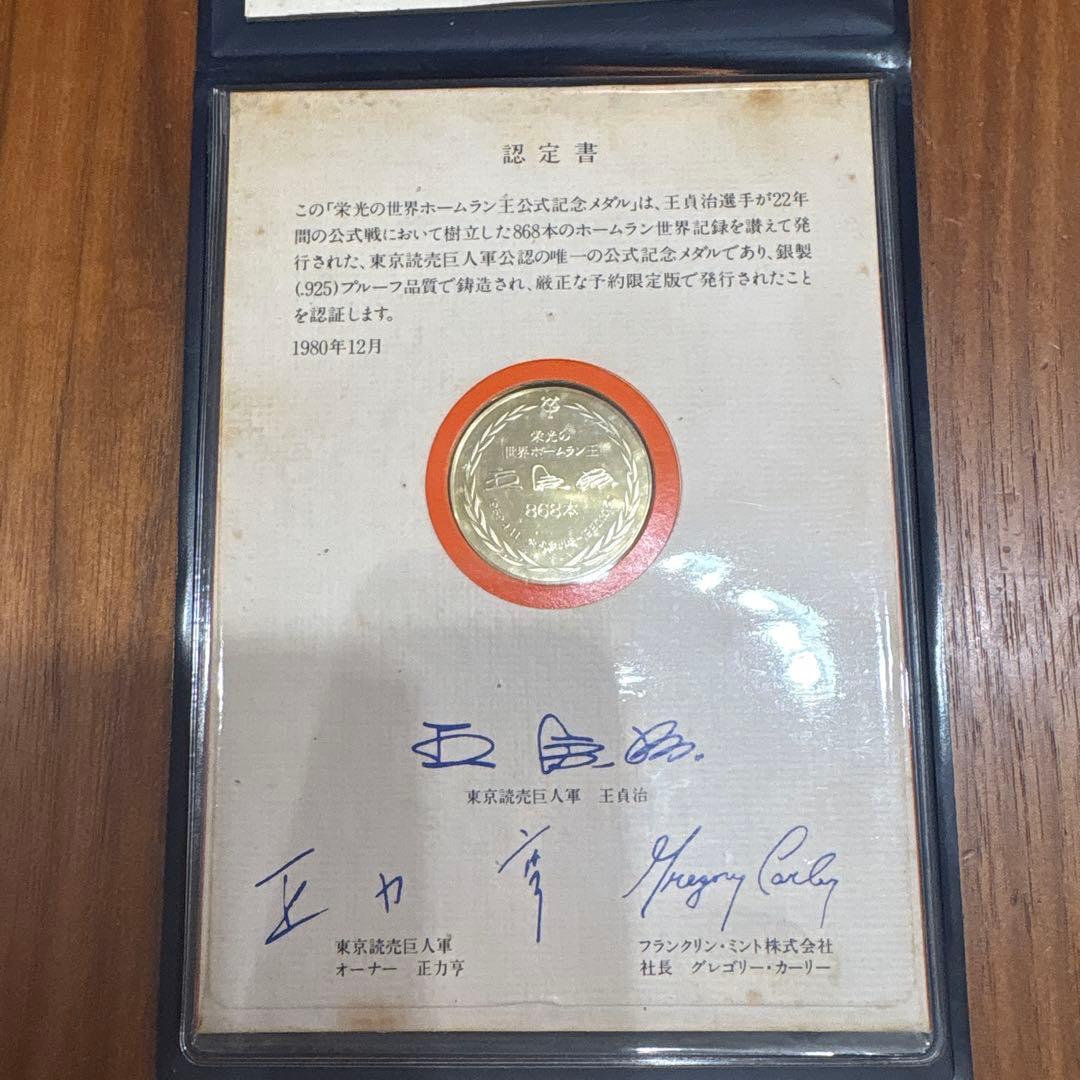 認定書
この「栄光の世界ホームラン王公式記念メダル」は、王貞治選手が22年
間の公式戦において樹立した868本のホームラン世界記録を讃えて発
行された、東京読売巨人軍公認の唯一の公式記念メダルであり、銀製
(.925)プルーフ品質で鋳造され、厳正な予約限定版で発行されたこと
を認証します。
1980年12月
栄光の
世界ホームラン王
王貞治
868本
王貞治
東京読売巨人軍 王貞治
正力亨
Gregory Carley
東京読売巨人軍
オーナー 正力亨
フランクリン・ミント株式会社
社長 グレゴリー・カーリー